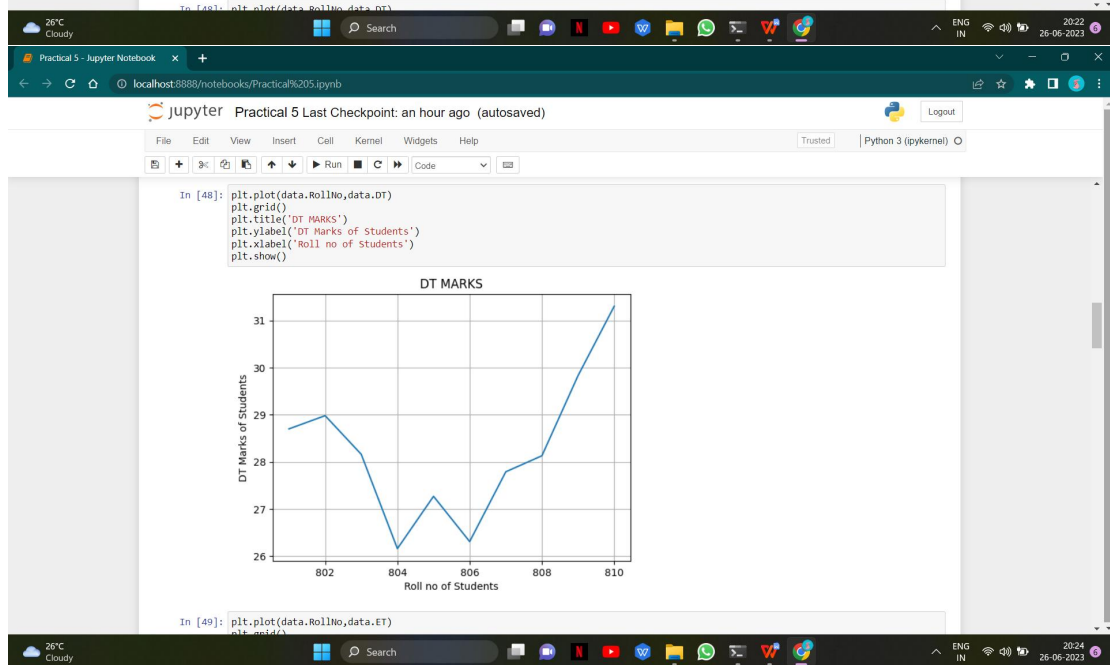 In [48]: plt.plot(data.RollNo,data.DT)
26°C
Cloudy
Search
ENG
IN
20:22
26-06-2023
6
Practical 5 - Jupyter Notebook
localhost:8888/notebooks/Practical%205.ipynb
jupyter Practical 5 Last Checkpoint: an hour ago (autosaved)
Logout
File Edit View Insert Cell Kernel Widgets Help
Trusted
Python 3 (ipykernel)
Run
Code
In [48]: plt.plot(data.RollNo,data.DT)
plt.grid()
plt.title('DT MARKS')
plt.ylabel('DT Marks of Students')
plt.xlabel('Roll no of Students')
plt.show()
DT MARKS
DT Marks of Students
31
30
29
28
27
26
802 804 806 808 810
Roll no of Students
In [49]: plt.plot(data.RollNo,data.ET)
plt.grid()
26°C
Cloudy
Search
ENG
IN
20:24
26-06-2023
6